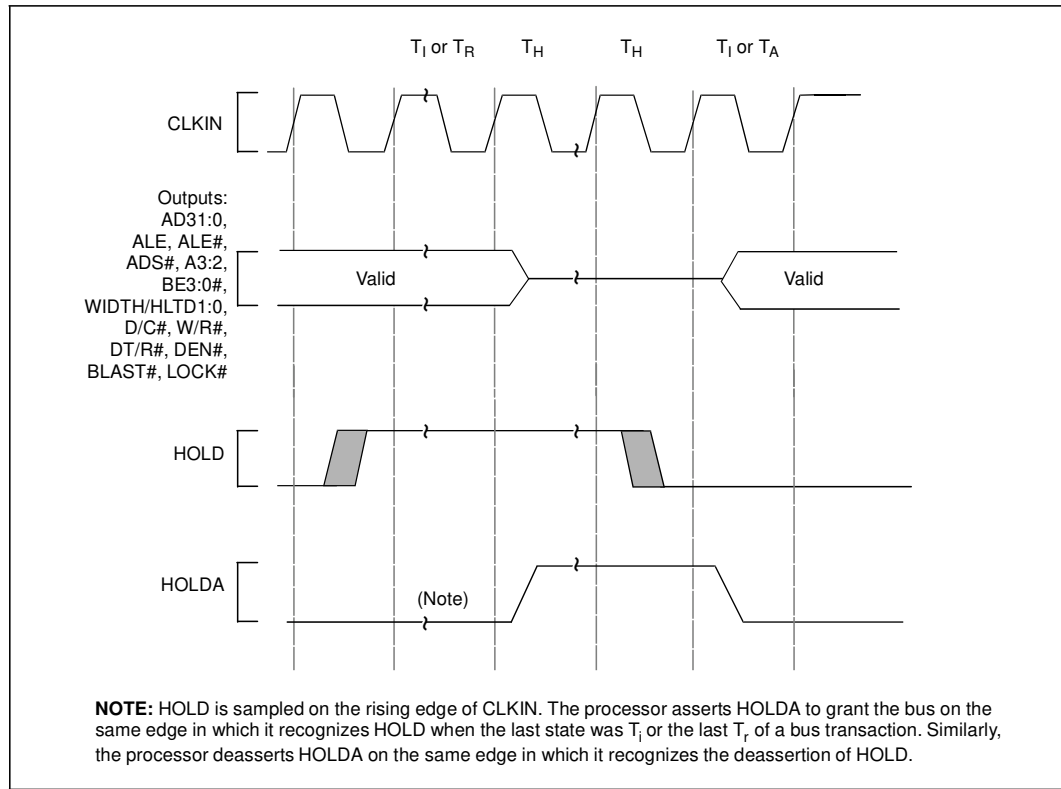 T_I or T_R T_H T_H T_I or T_A
CLKIN
Outputs:
AD31:0,
ALE, ALE#,
ADS#, A3:2,
BE3:0#,
WIDTH/HLTD1:0,
D/C#, W/R#,
DT/R#, DEN#,
BLAST#, LOCK#
Valid Valid
HOLD
HOLDA
(Note)
NOTE: HOLD is sampled on the rising edge of CLKIN. The processor asserts HOLDA to grant the bus on the
same edge in which it recognizes HOLD when the last state was T_i or the last T_r of a bus transaction. Similarly,
the processor deasserts HOLDA on the same edge in which it recognizes the deassertion of HOLD.